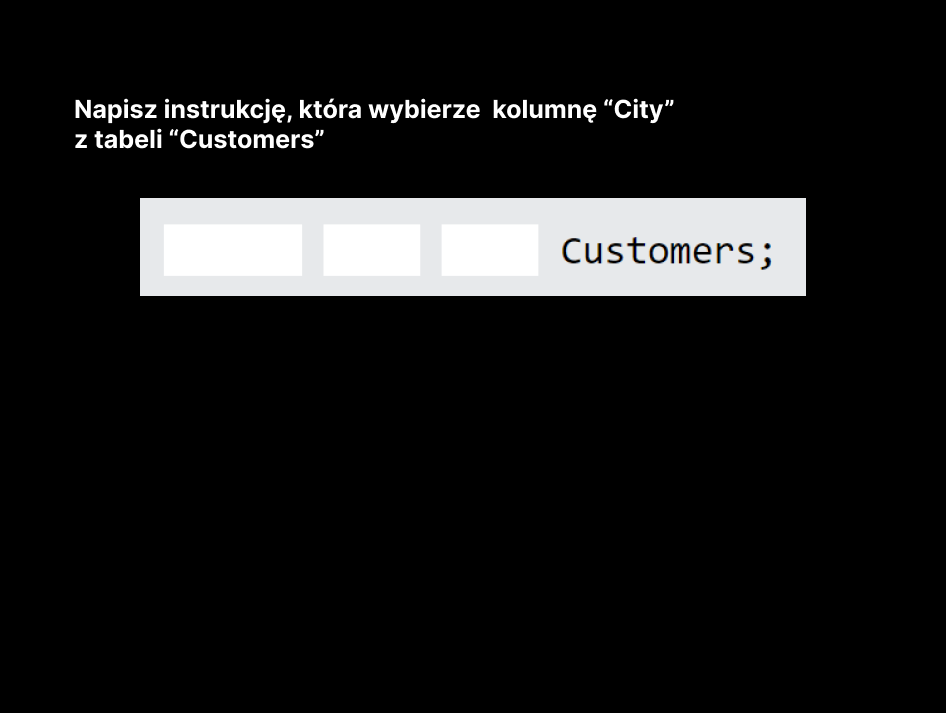 Napisz instrukcję, która wybierze kolumnę “City”
z tabeli “Customers”
Customers;